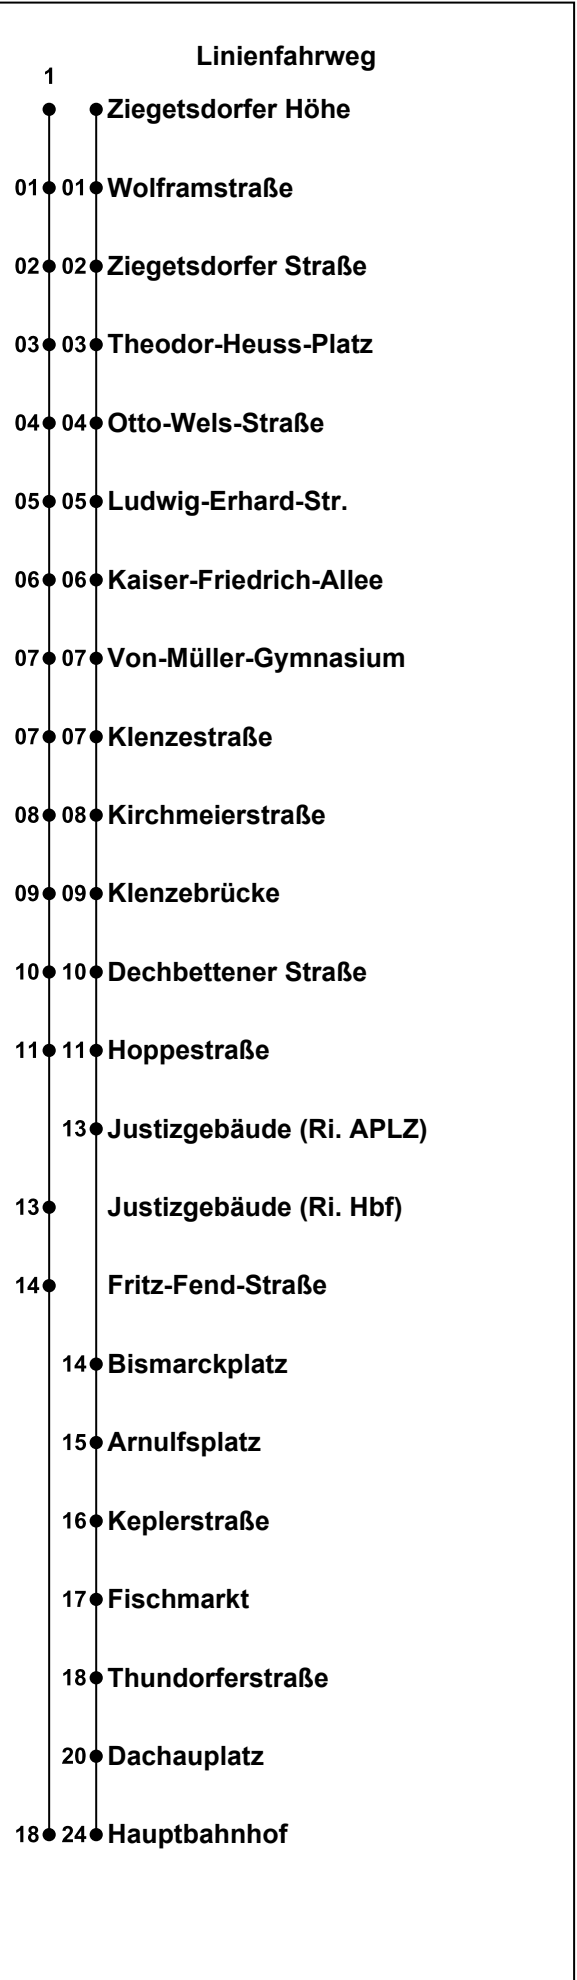 Linienfahrweg
1
Ziegetsdorfer Höhe
01 01 Wolframstraße
02 02 Ziegetsdorfer Straße
03 03 Theodor-Heuss-Platz
04 04 Otto-Wels-Straße
05 05 Ludwig-Erhard-Str.
06 06 Kaiser-Friedrich-Allee
07 07 Von-Müller-Gymnasium
07 07 Klenzestraße
08 08 Kirchmeierstraße
09 09 Klenzebrücke
10 10 Dechbettener Straße
11 11 Hoppestraße
13 Justizgebäude (Ri. APLZ)
13 Justizgebäude (Ri. Hbf)
14 Fritz-Fend-Straße
14 Bismarckplatz
15 Arnulfsplatz
16 Keplerstraße
17 Fischmarkt
18 Thundorferstraße
20 Dachauplatz
18 24 Hauptbahnhof